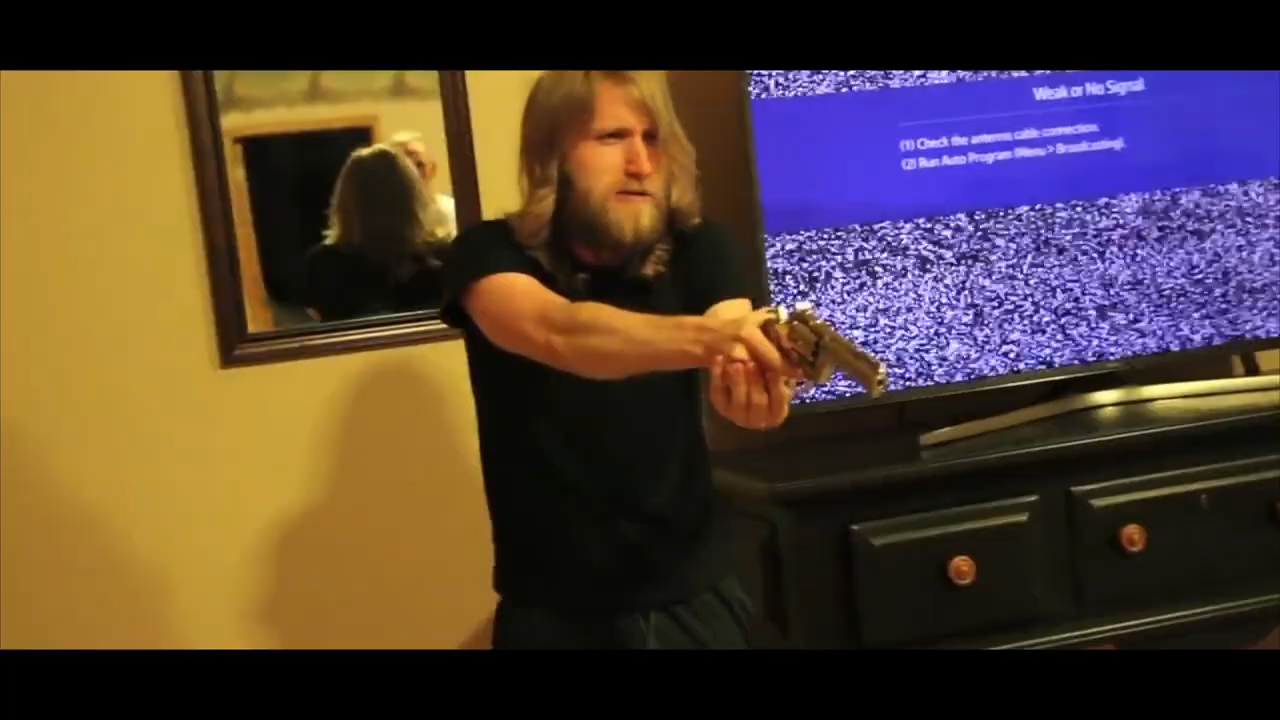 Weak or No Signal
(1) Check the antenna cable connection.
(2) Run Auto Program (Menu > Broadcasting).